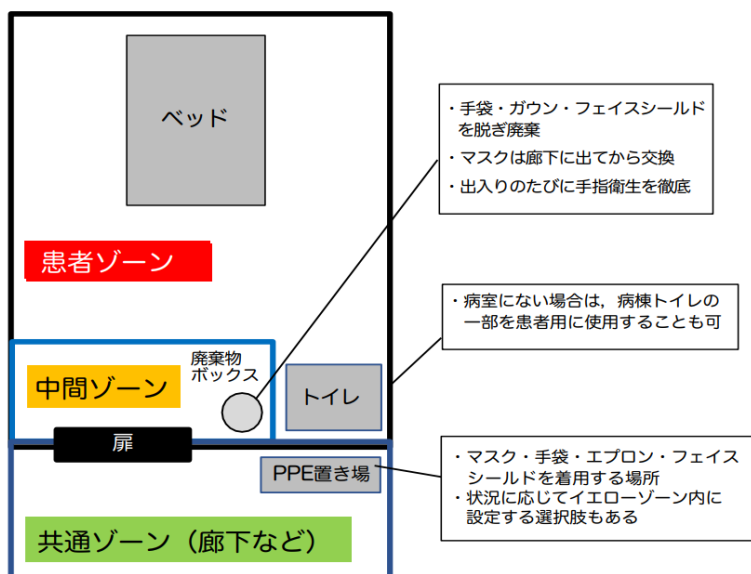 ベッド
・手袋・ガウン・フェイスシールド
を脱ぎ廃棄
・マスクは廊下に出てから交換
・出入りのたびに手指衛生を徹底
患者ゾーン
・病室にない場合は，病棟トイレの
一部を患者用に使用することも可
廃棄物
ボックス
中間ゾーン
トイレ
扉
PPE置き場
・マスク・手袋・エプロン・フェイス
シールドを着用する場所
・状況に応じてイエローゾーン内に
設定する選択肢もある
共通ゾーン（廊下など）